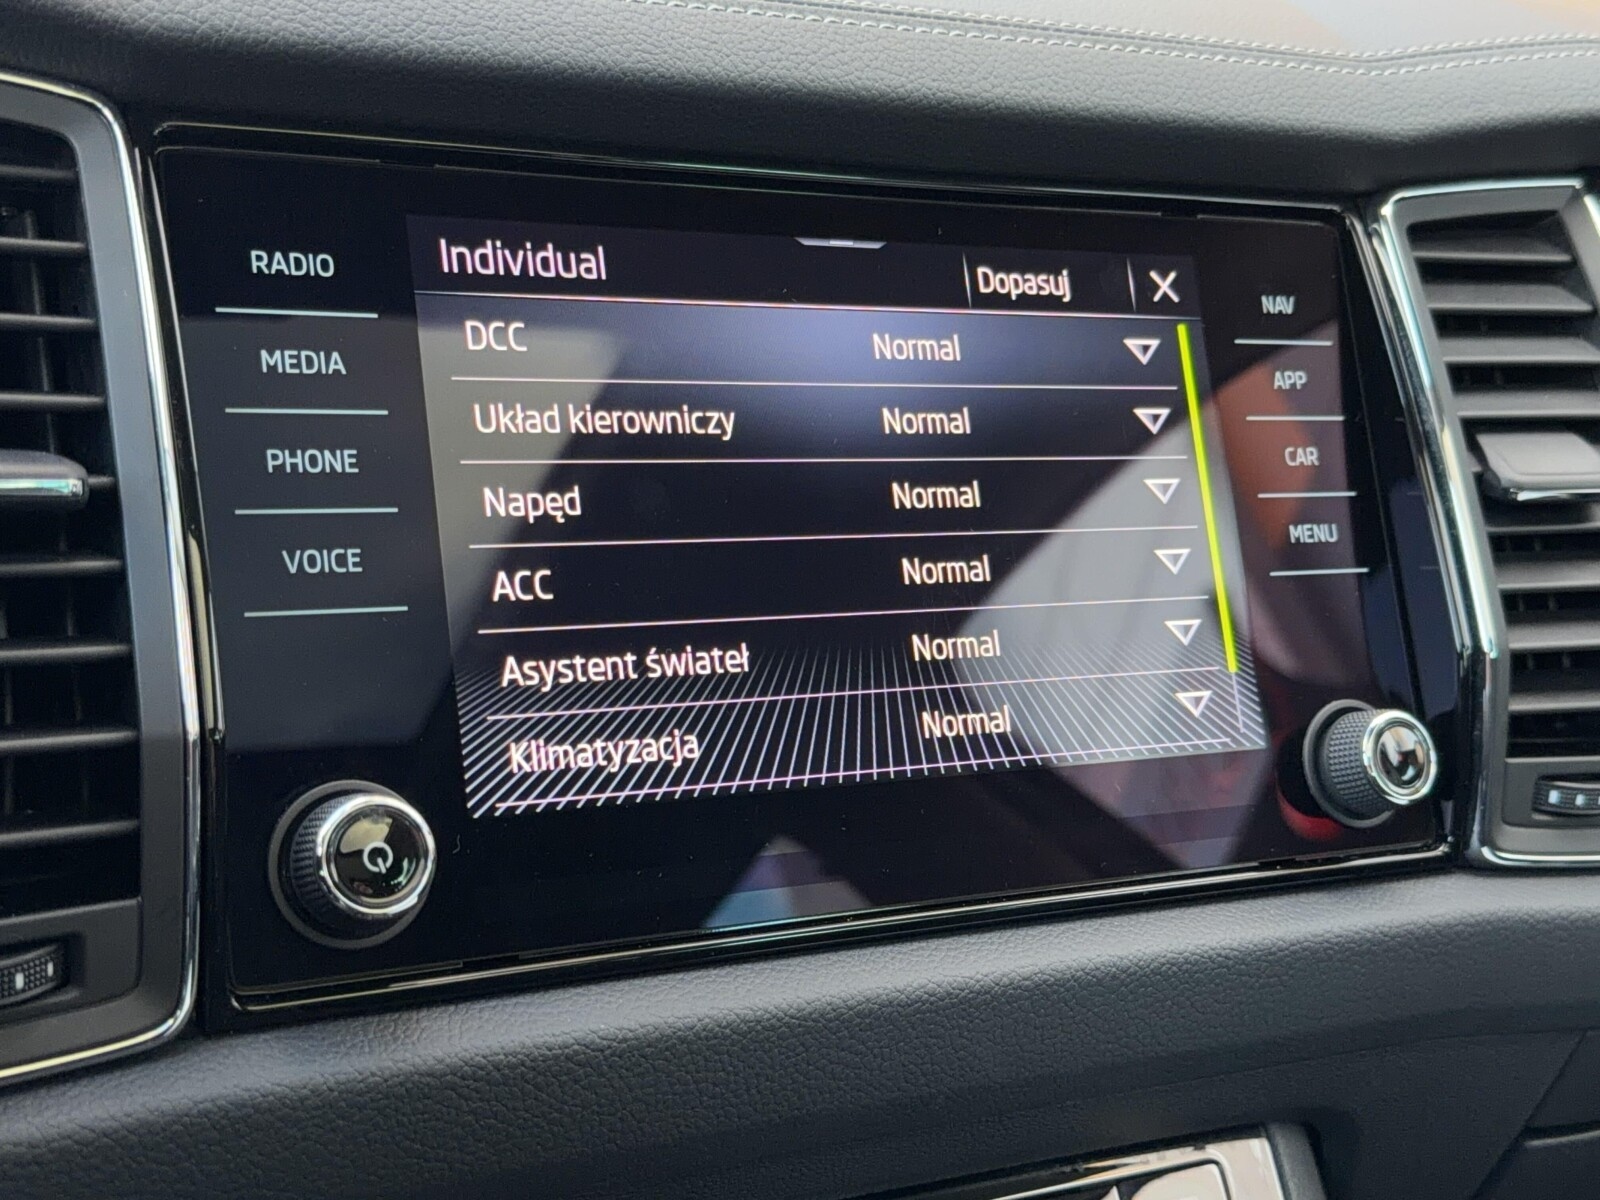 RADIO
MEDIA
PHONE
VOICE
Individual
Dopasuj X
DCC Normal
Układ kierowniczy Normal
Napęd Normal
ACC Normal
Asystent świateł Normal
Klimatyzacja Normal
NAV
APP
CAR
MENU